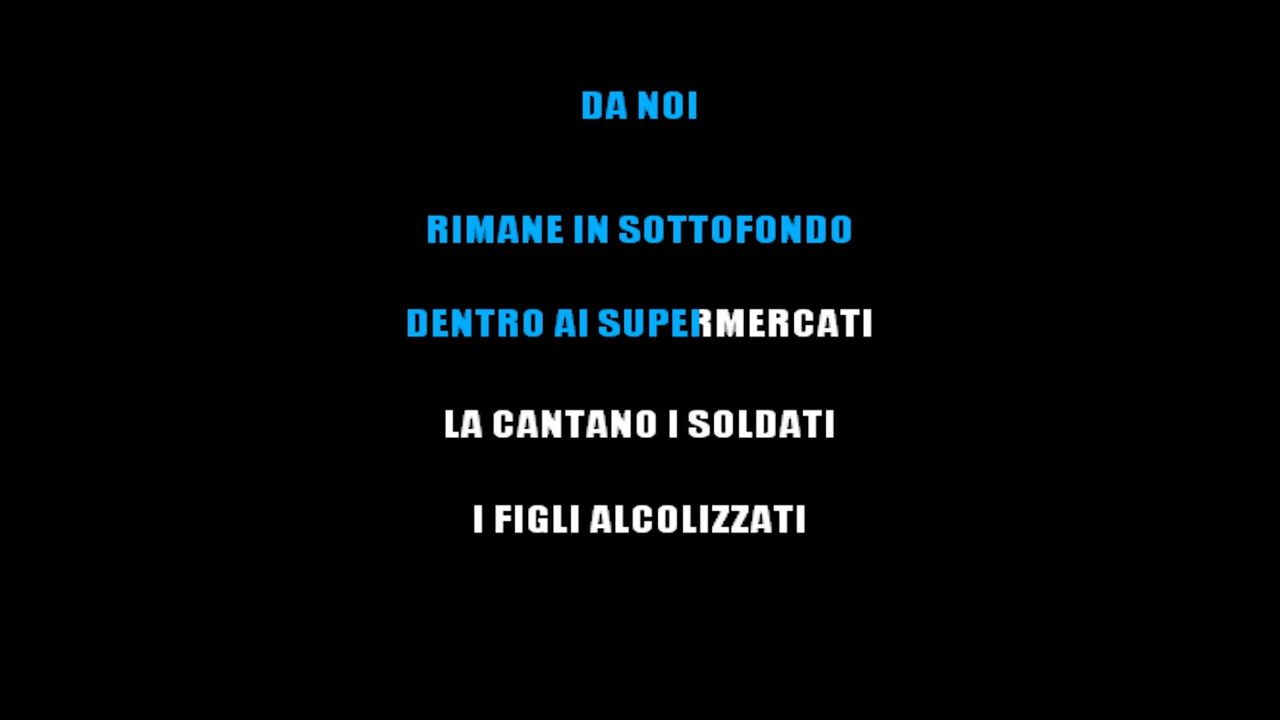 DA NOI
RIMANE IN SOTTOFONDO
DENTRO AI SUPERMERCATI
LA CANTANO I SOLDATI
I FIGLI ALCOLIZZATI